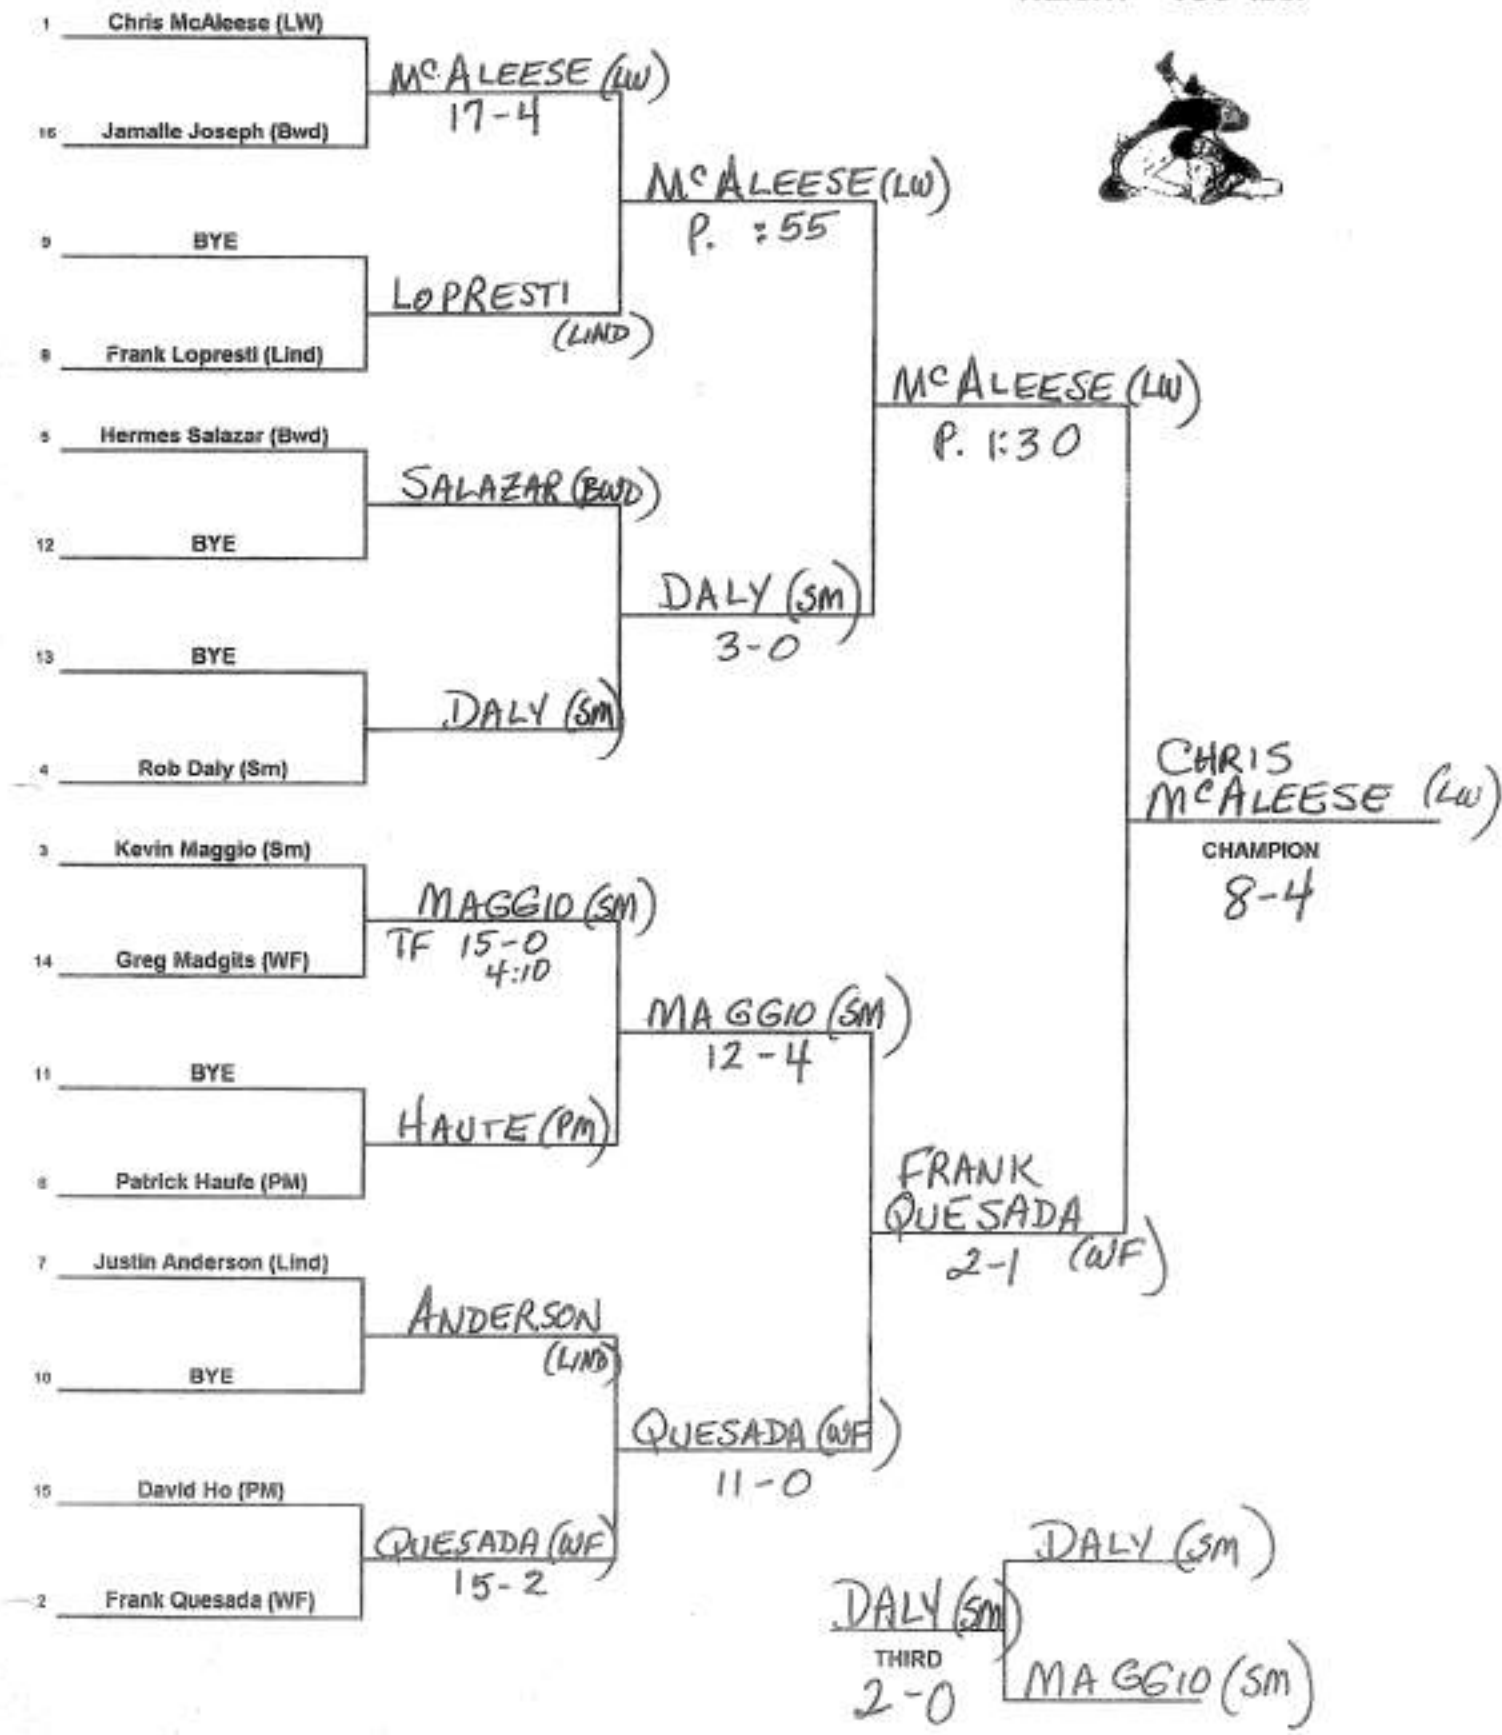 1 Chris McAleese (LW)
McALEESE (LW)
17-4
16 Jamalle Joseph (Bwd)
McALEESE (LW)
P. :55
9 BYE
LOPRESTI
(LIND)
8 Frank Lopresti (Lind)
McALEESE (LW)
P. 1:30
5 Hermes Salazar (Bwd)
SALAZAR (BWD)
12 BYE
DALY (SM)
3-0
13 BYE
DALY (SM)
4 Rob Daly (Sm)
CHRIS
McALEESE (LW)
CHAMPION
8-4
3 Kevin Maggio (Sm)
MAGGIO (SM)
TF 15-0
4:10
14 Greg Madgits (WF)
MAGGIO (SM)
12-4
11 BYE
HAUTE (PM)
6 Patrick Haufe (PM)
FRANK
QUESADA
2-1 (WF)
7 Justin Anderson (Lind)
ANDERSON
(LIND)
10 BYE
QUESADA (WF)
11-0
15 David Ho (PM)
QUESADA (WF)
15-2
2 Frank Quesada (WF)
DALY (SM)
DALY (SM)
THIRD
2-0
MAGGIO (SM)